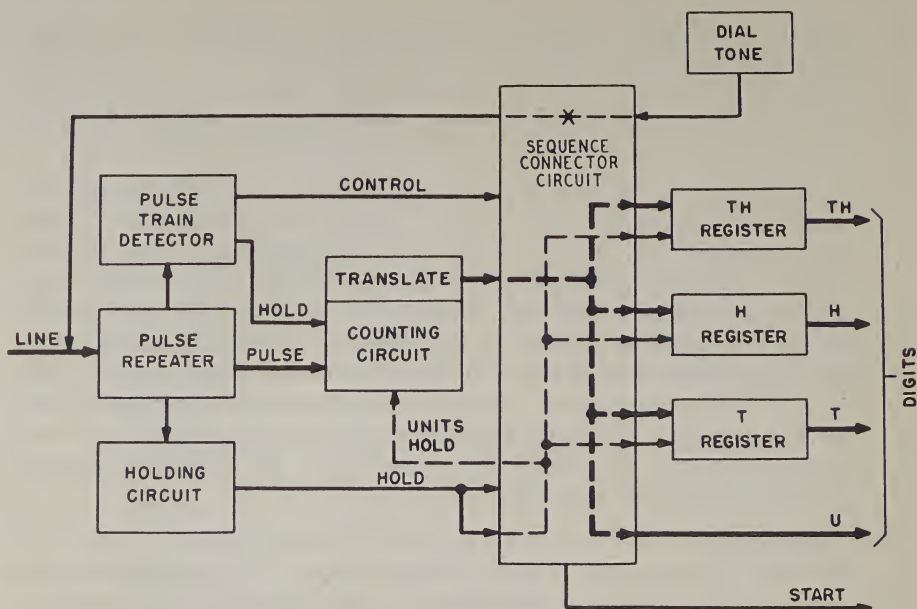 DIAL
TONE
SEQUENCE
CONNECTOR
CIRCUIT
CONTROL
PULSE
TRAIN
DETECTOR
TH
REGISTER
TH
TRANSLATE
HOLD
COUNTING
CIRCUIT
H
REGISTER
H
LINE
PULSE
REPEATER
PULSE
DIGITS
UNITS
HOLD
T
REGISTER
T
HOLDING
CIRCUIT
HOLD
U
START